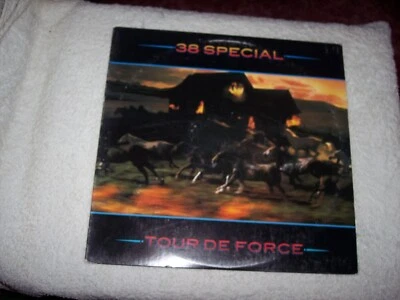 38 SPECIAL
TOUR DE FORCE